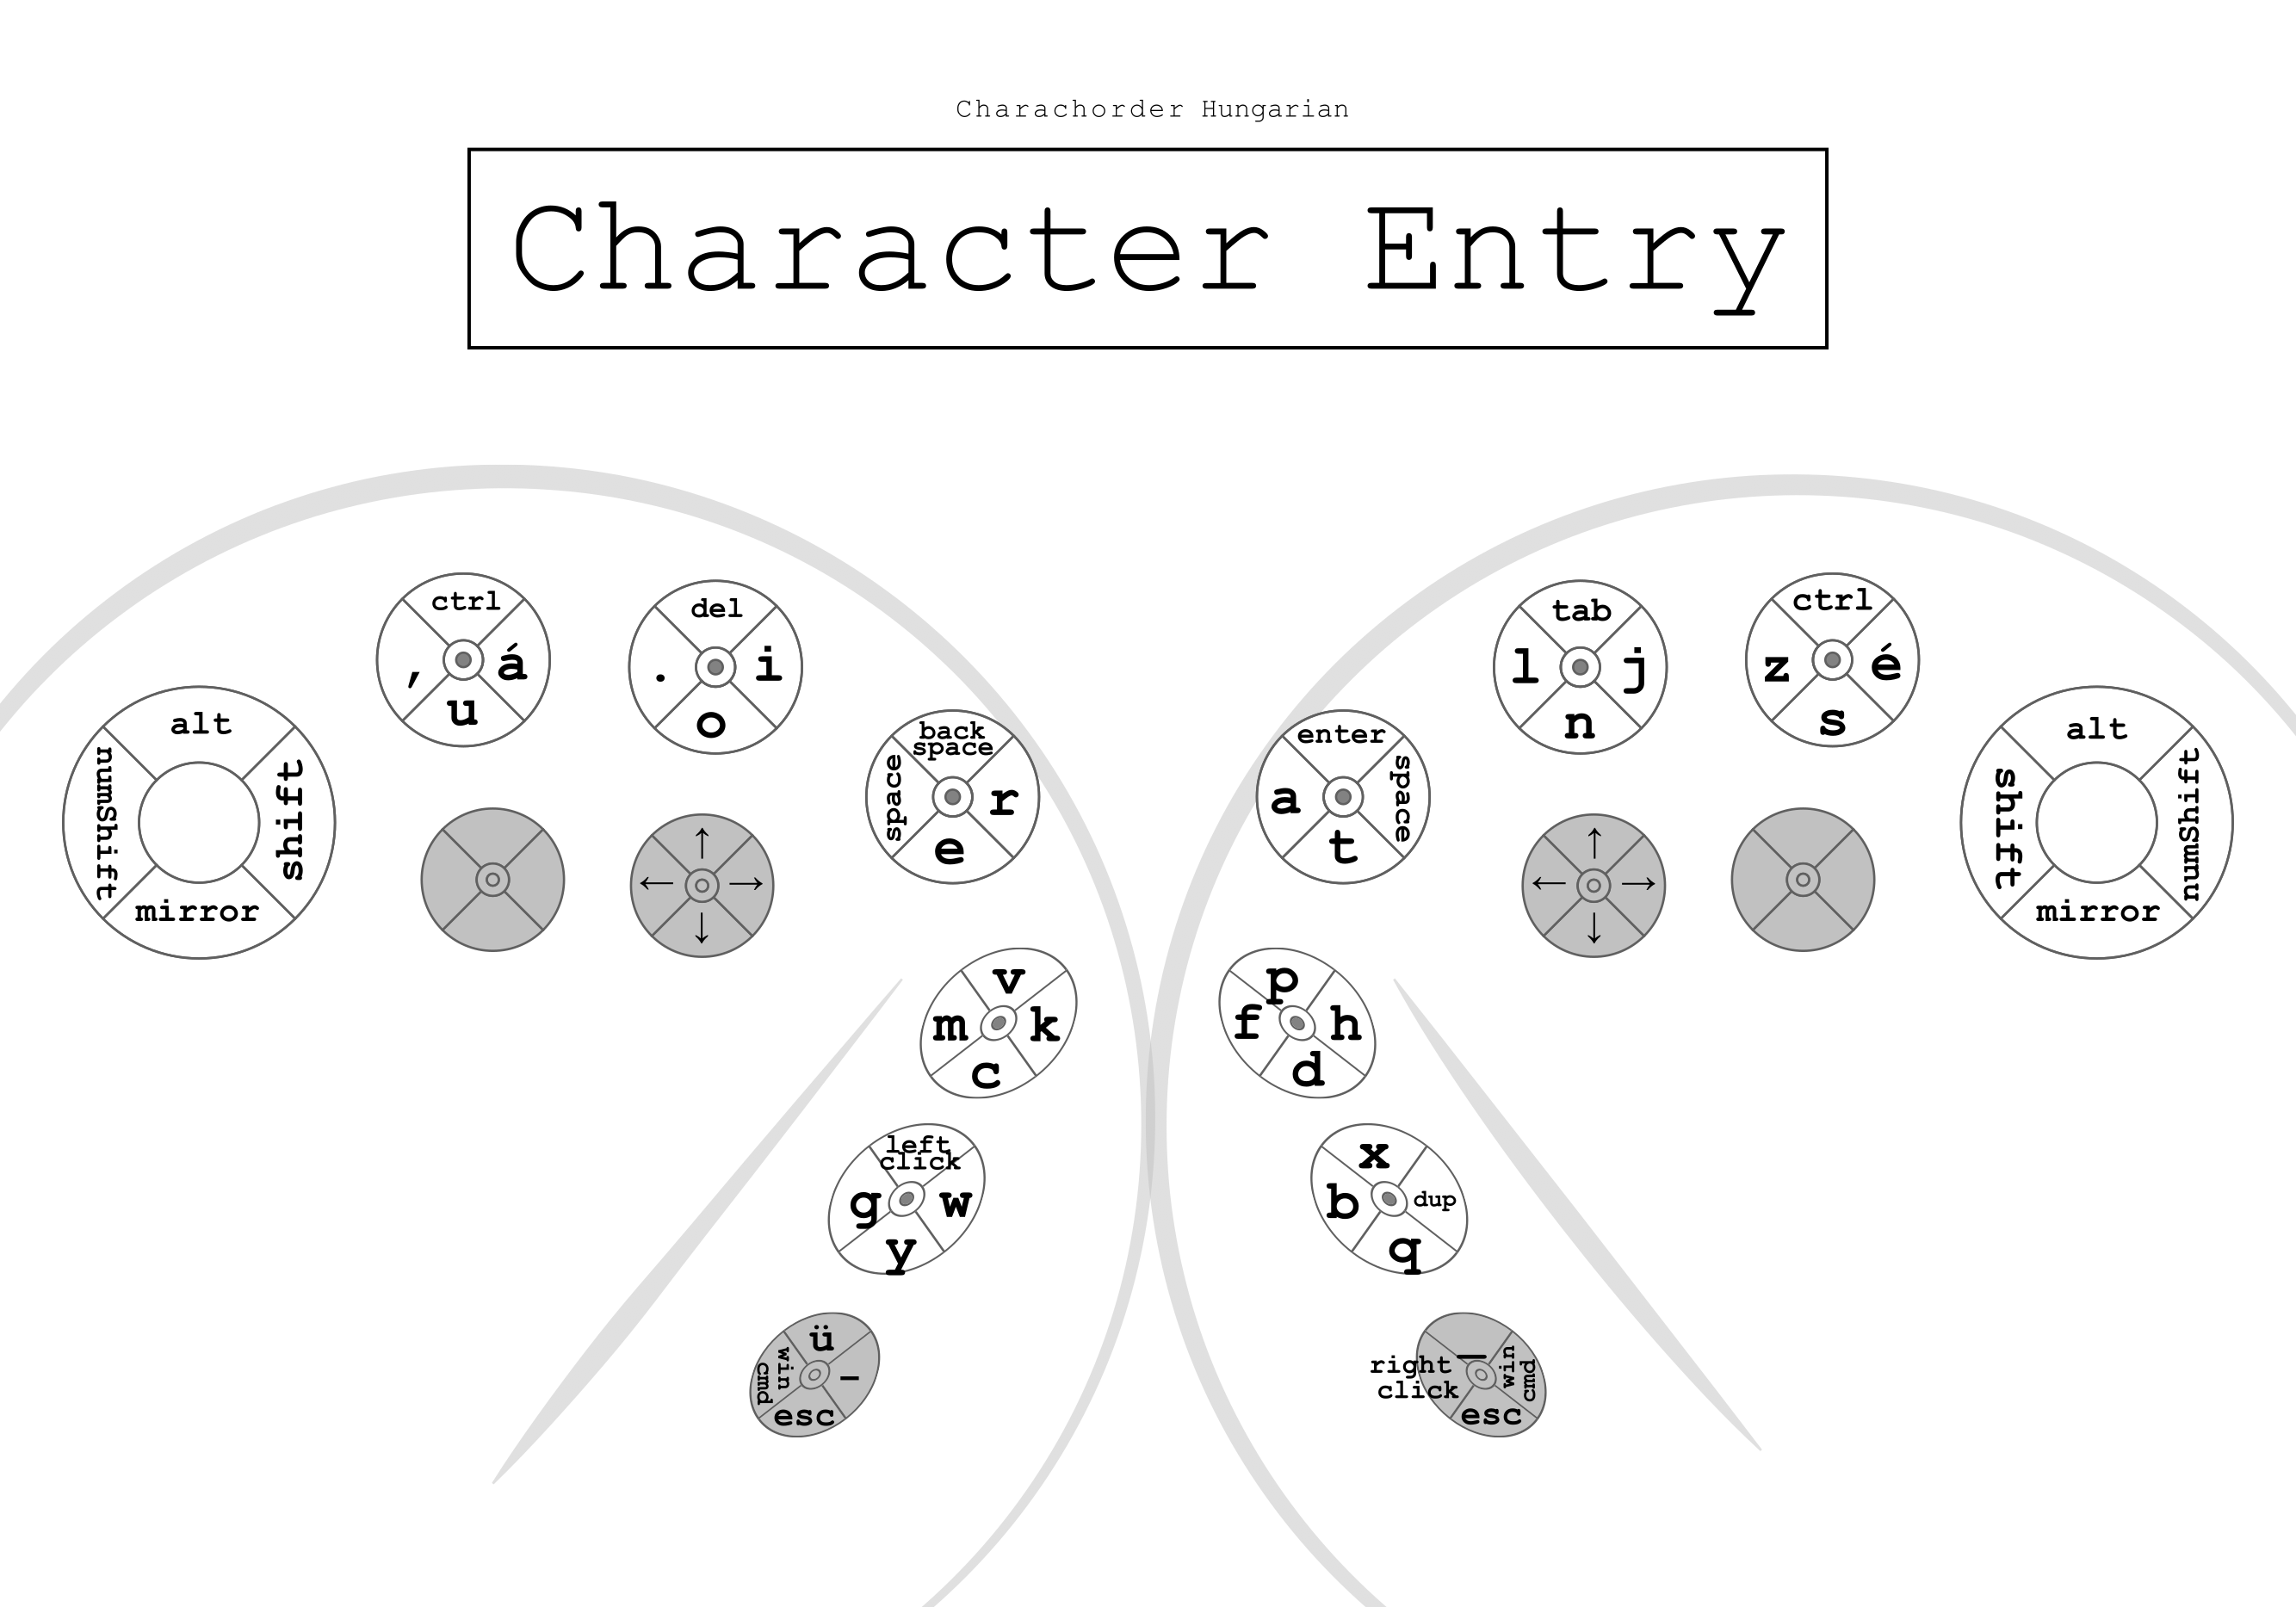 Charachorder Hungarian
Character Entry
alt
numShift
shift
mirror
ctrl
,
á
u
del
.
i
o
back
space
space
r
e
↑
←
→
↓
v
m
k
c
left
click
g
w
y
ü
win
cmd
–
esc
enter
a
space
t
tab
l
j
n
ctrl
z
é
s
alt
shift
numShift
mirror
↑
←
→
↓
p
f
h
d
x
b
dup
q
—
right
click
win
cmd
esc